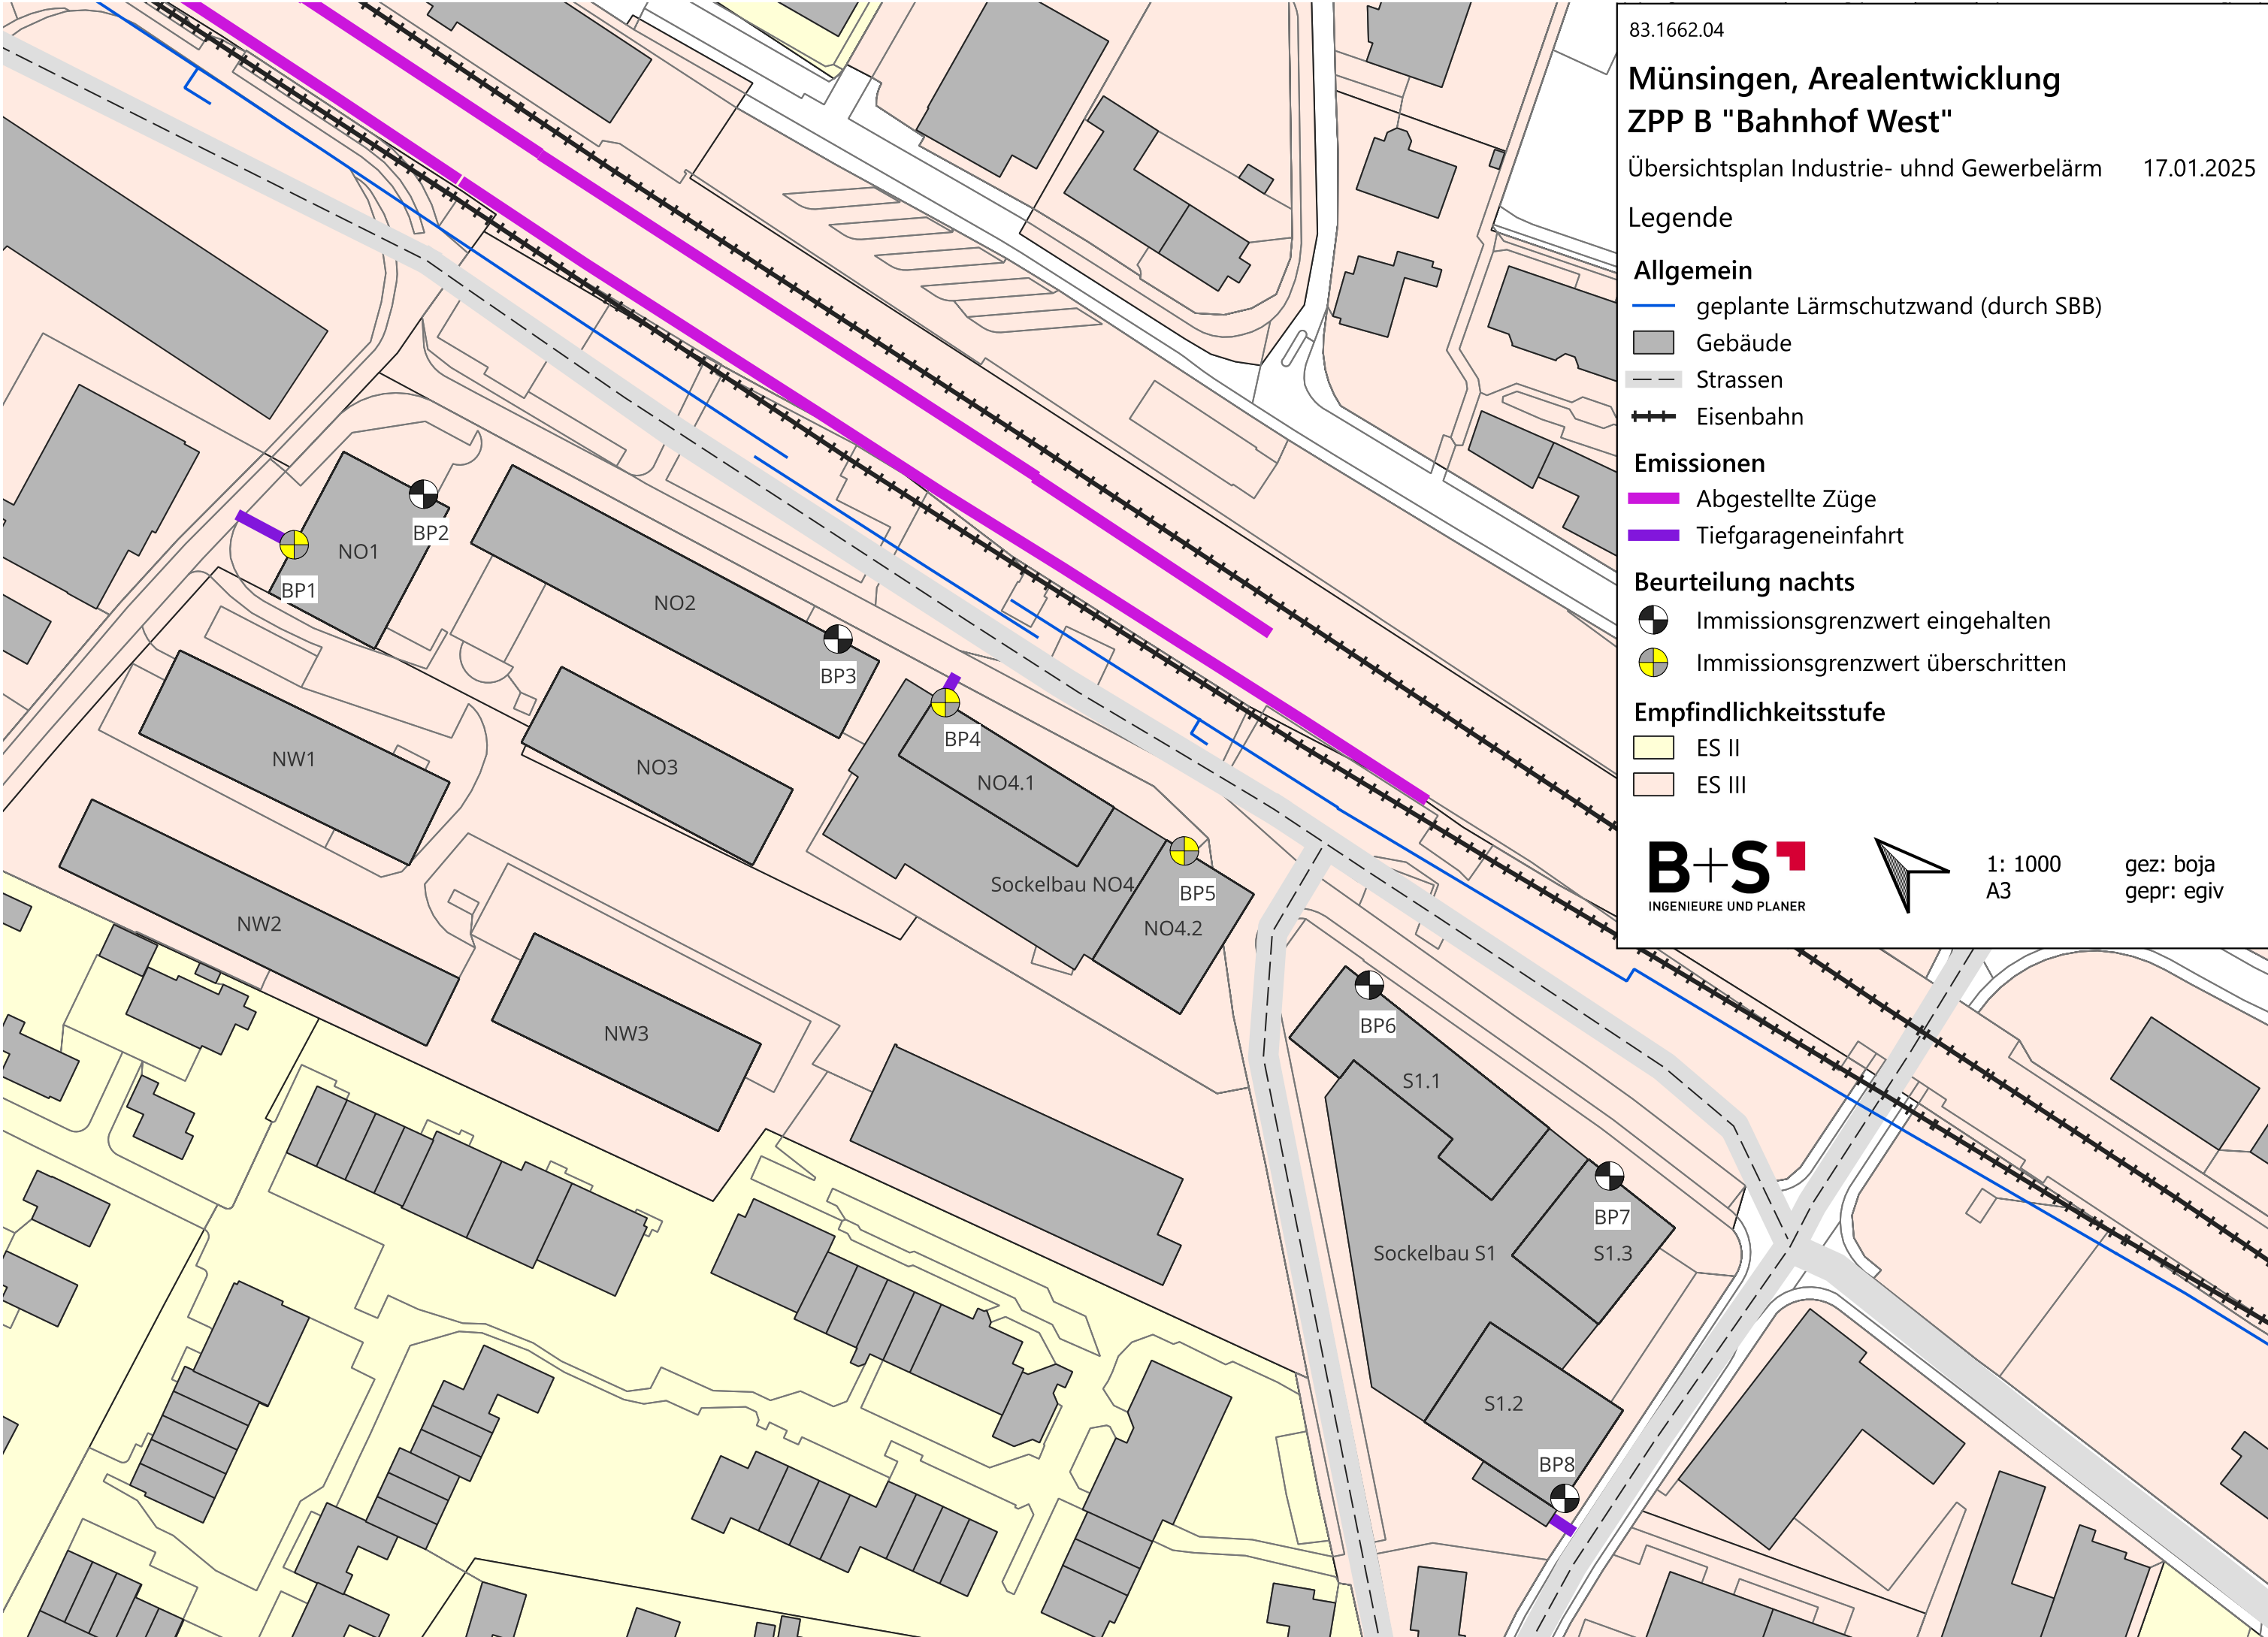 83.1662.04
Münsingen, Arealentwicklung
ZPP B "Bahnhof West"
Übersichtsplan Industrie- uhnd Gewerbelärm 17.01.2025
Legende
Allgemein
geplante Lärmschutzwand (durch SBB)
Gebäude
Strassen
Eisenbahn
Emissionen
Abgestellte Züge
Tiefgarageneinfahrt
Beurteilung nachts
Immissionsgrenzwert eingehalten
Immissionsgrenzwert überschritten
Empfindlichkeitsstufe
ES II
ES III
B+S
INGENIEURE UND PLANER
1: 1000
A3
gez: boja
gepr: egiv
BP2
NO1
BP1
NO2
BP3
BP4
NW1
NO3
NO4.1
Sockelbau NO4
BP5
NW2
NO4.2
NW3
BP6
S1.1
BP7
Sockelbau S1
S1.3
S1.2
BP8